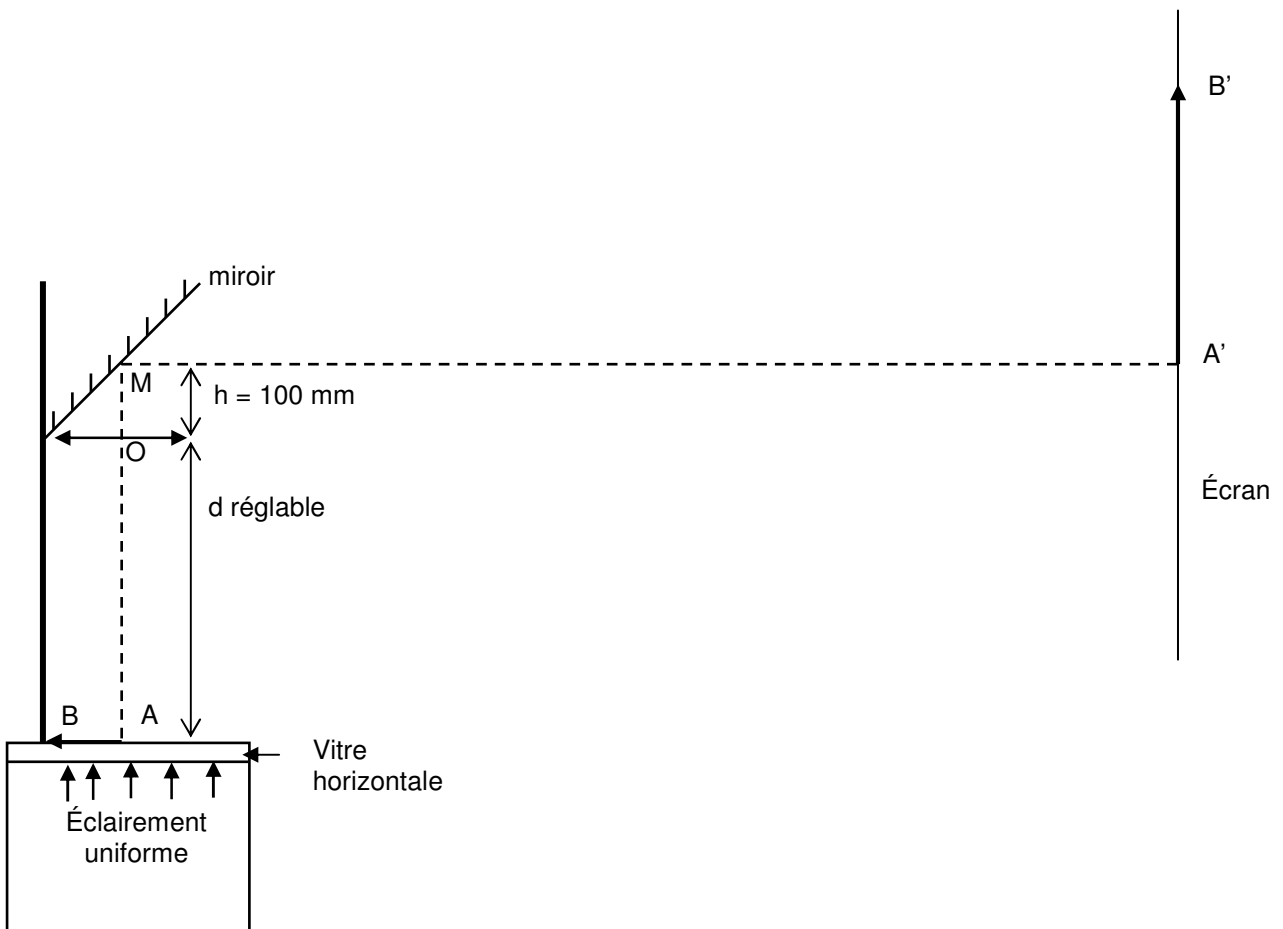 B’
miroir
A’
M
h = 100 mm
O
Écran
d réglable
B
A
Vitre
horizontale
Éclairement
uniforme